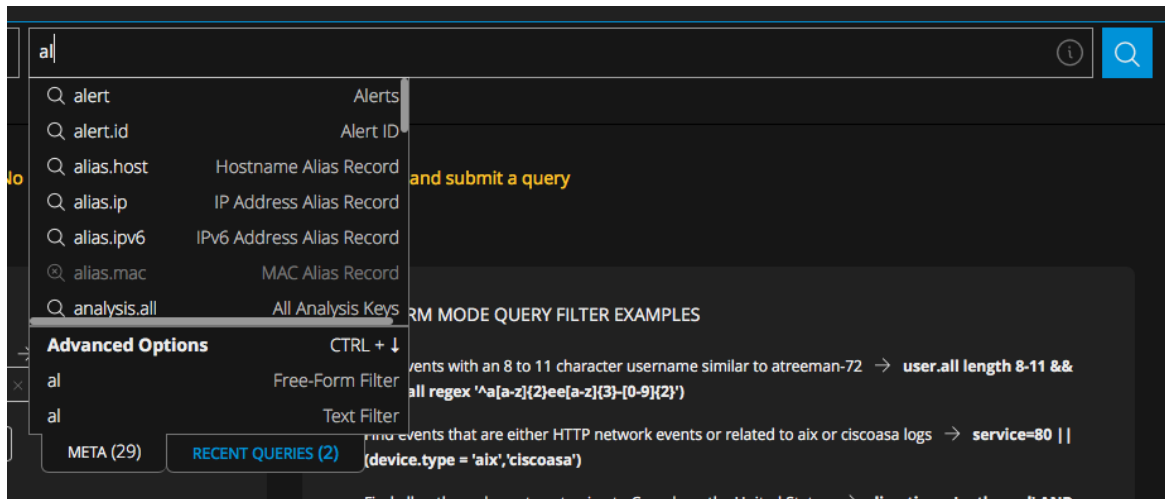 al
alert Alerts
alert.id Alert ID
alias.host Hostname Alias Record
alias.ip IP Address Alias Record
alias.ipv6 IPv6 Address Alias Record
alias.mac MAC Alias Record
analysis.all All Analysis Keys
Advanced Options CTRL + ↓
al Free-Form Filter
al Text Filter
META (29) RECENT QUERIES (2)
and submit a query
RM MODE QUERY FILTER EXAMPLES
vents with an 8 to 11 character username similar to atreeman-72 → user.all length 8-11 &&
all regex '^a[a-z]{2}ee[a-z]{3}-[0-9]{2}')
Find events that are either HTTP network events or related to aix or ciscoasa logs → service=80 ||
(device.type = 'aix','ciscoasa')